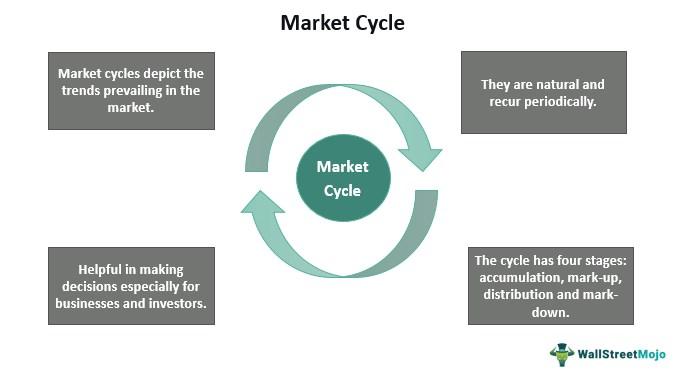 Market Cycle
Market cycles depict the
trends prevailing in the
market.
They are natural and
recur periodically.
Market
Cycle
Helpful in making
decisions especially for
businesses and investors.
The cycle has four stages:
accumulation, mark-up,
distribution and mark-
down.
WallStreetMojo